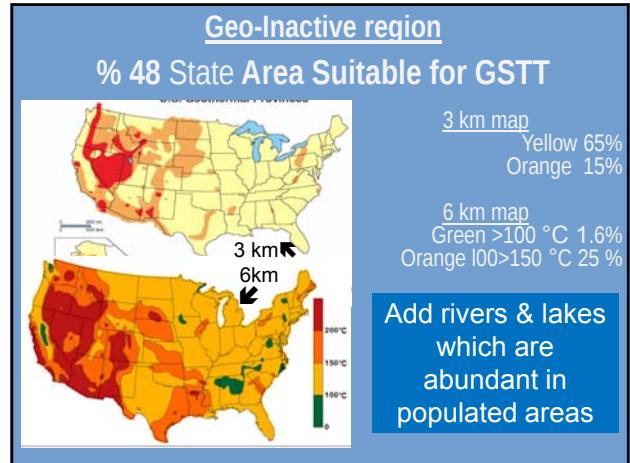 Geo-Inactive region
% 48 State Area Suitable for GSTT
U.S. Geothermal Provinces
3 km map
Yellow 65%
Orange 15%
6 km map
Green >100 °C 1.6%
Orange l00>150 °C 25 %
3 km
6km
200°C
150°C
100°C
0
Add rivers & lakes
which are
abundant in
populated areas